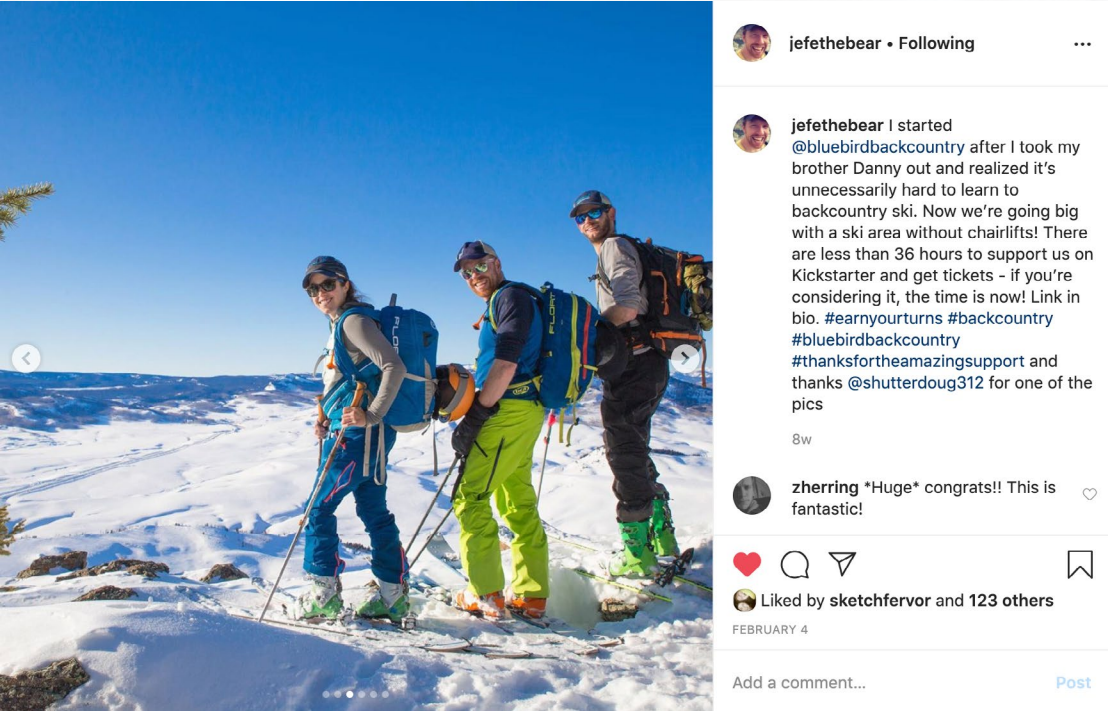 FLOAT
FLOAT
jefethebear • Following
jefethebear I started
@bluebirdbackcountry after I took my
brother Danny out and realized it's
unnecessarily hard to learn to
backcountry ski. Now we're going big
with a ski area without chairlifts! There
are less than 36 hours to support us on
Kickstarter and get tickets - if you're
considering it, the time is now! Link in
bio. #earnyourturns #backcountry
#bluebirdbackcountry
#thanksfortheamazingsupport and
thanks @shutterdoug312 for one of the
pics
8w
zherring *Huge* congrats!! This is
fantastic!
Liked by sketchfervor and 123 others
FEBRUARY 4
Add a comment...
Post